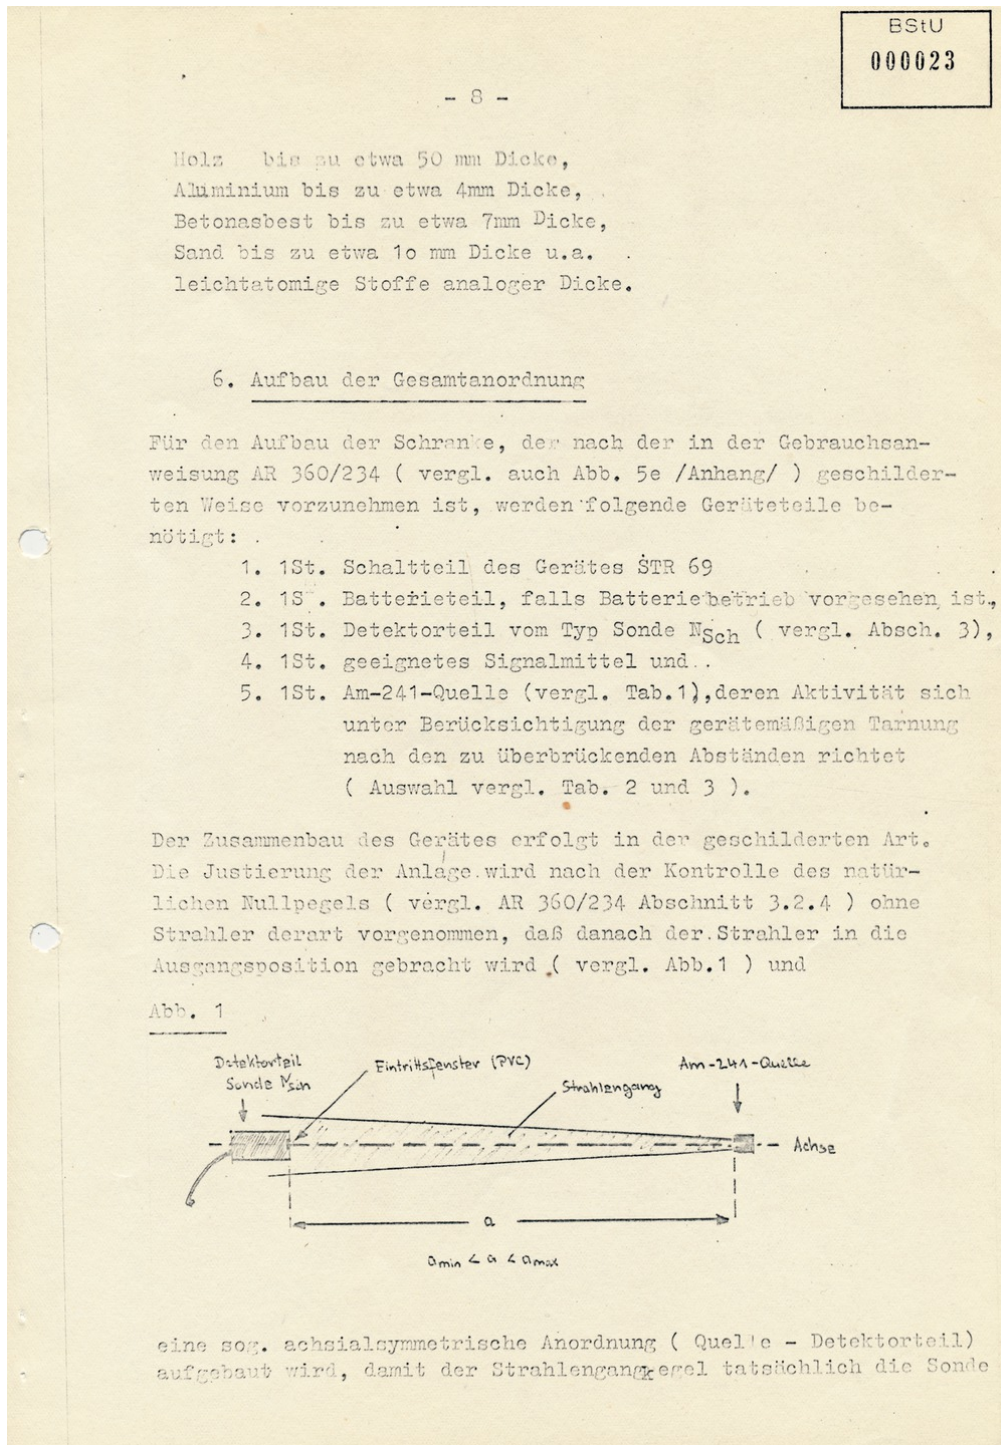 BStU
000023
- 8 -
Holz bis zu etwa 50 mm Dicke,
Aluminium bis zu etwa 4mm Dicke,
Betonasbest bis zu etwa 7mm Dicke,
Sand bis zu etwa 1o mm Dicke u.a.
leichtatomige Stoffe analoger Dicke.
6. Aufbau der Gesamtanordnung
Für den Aufbau der Schranke, der nach der in der Gebrauchsan-
weisung AR 360/234 ( vergl. auch Abb. 5e /Anhang/ ) geschilder-
ten Weise vorzunehmen ist, werden folgende Geräteteile be-
nötigt:
1. 1St. Schaltteil des Gerätes STR 69
2. 1St. Batterieteil, falls Batteriebetrieb vorgesehen ist,
3. 1St. Detektorteil vom Typ Sonde NSch ( vergl. Absch. 3),
4. 1St. geeignetes Signalmittel und
5. 1St. Am-241-Quelle (vergl. Tab.1),deren Aktivität sich
unter Berücksichtigung der gerätemäßigen Tarnung
nach den zu überbrückenden Abständen richtet
( Auswahl vergl. Tab. 2 und 3 ).
Der Zusammenbau des Gerätes erfolgt in der geschilderten Art.
Die Justierung der Anlage wird nach der Kontrolle des natür-
lichen Nullpegels ( vergl. AR 360/234 Abschnitt 3.2.4 ) ohne
Strahler derart vorgenommen, daß danach der Strahler in die
Ausgangsposition gebracht wird ( vergl. Abb.1 ) und
Abb. 1
Detektorteil
Sonde NSch
Eintrittsfenster (PVC)
Strahlengang
Am-241-Quelle
Achse
a
amin < a < amax
eine sog. achsialsymmetrische Anordnung ( Quelle - Detektorteil)
aufgebaut wird, damit der Strahlengangkegel tatsächlich die Sonde